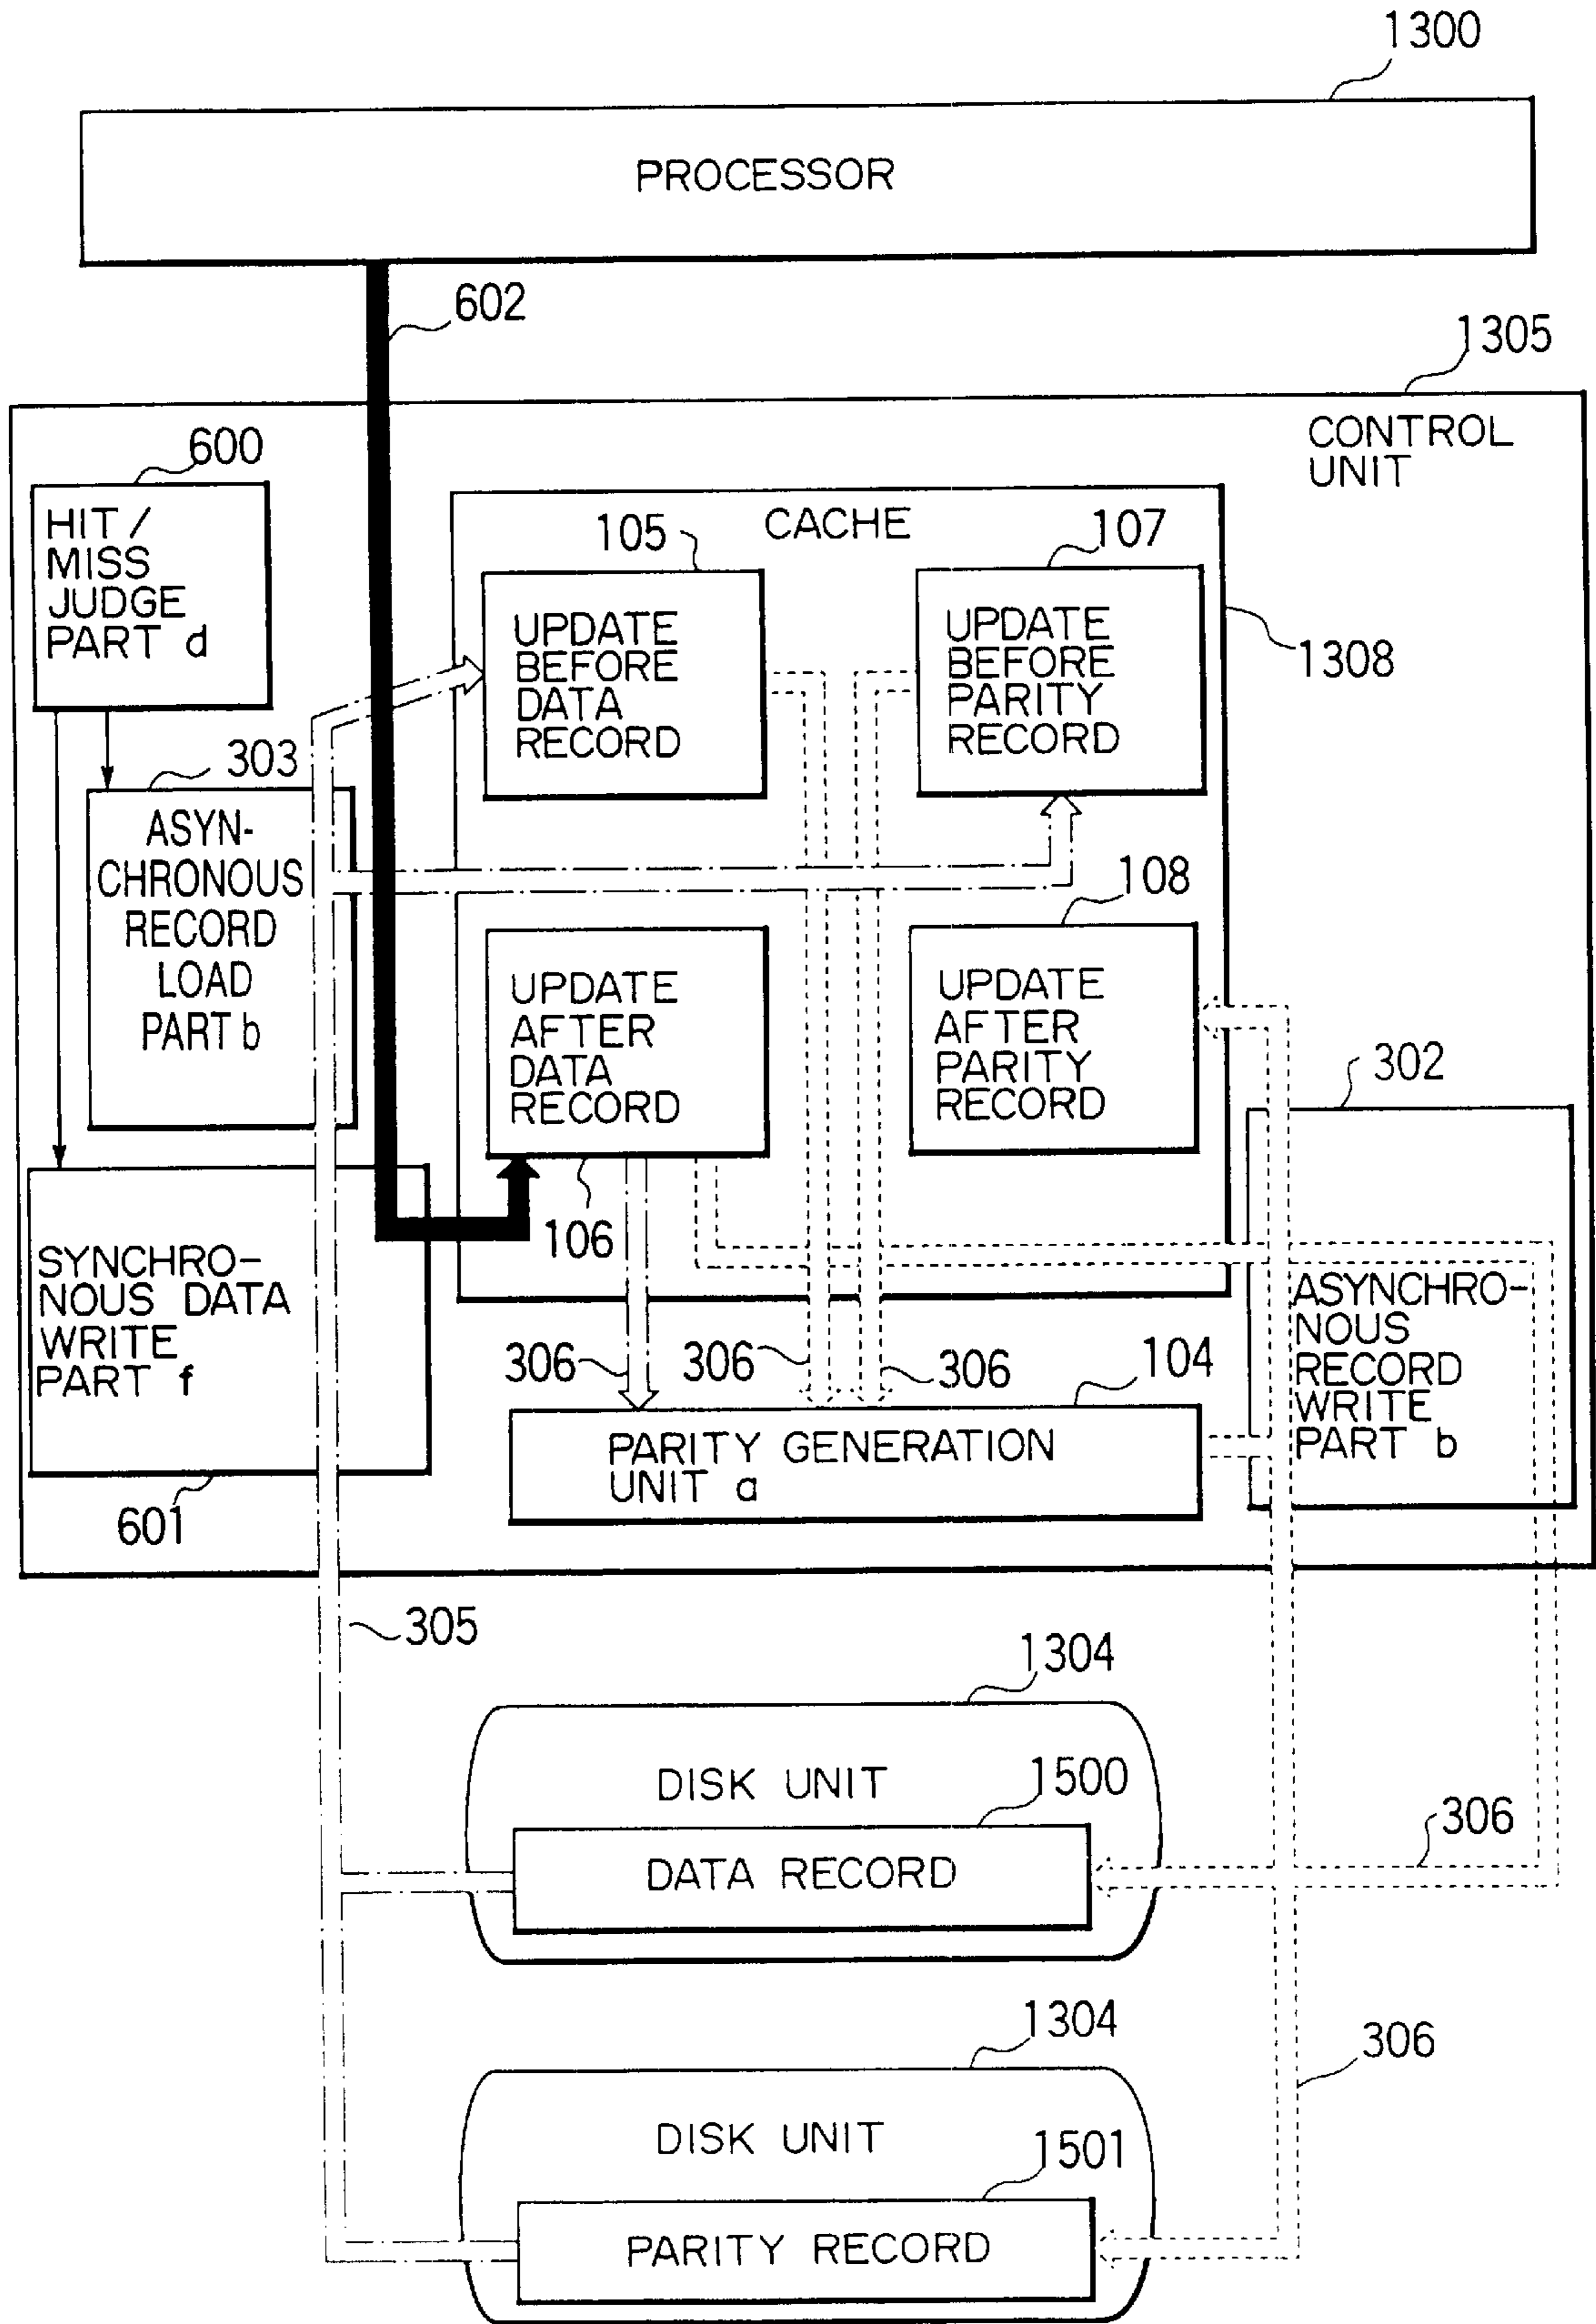 1300
PROCESSOR
602
1305
CONTROL
UNIT
600
HIT /
MISS
JUDGE
PART d
CACHE
105
107
UPDATE
BEFORE
DATA
RECORD
UPDATE
BEFORE
PARITY
RECORD
1308
303
ASYN-
CHRONOUS
RECORD
LOAD
PART b
108
UPDATE
AFTER
DATA
RECORD
UPDATE
AFTER
PARITY
RECORD
302
106
SYNCHRO-
NOUS DATA
WRITE
PART f
ASYNCHRO-
NOUS
RECORD
WRITE
PART b
306
306
306
104
PARITY GENERATION
UNIT a
601
305
1304
DISK UNIT
1500
DATA RECORD
306
1304
306
DISK UNIT
1501
PARITY RECORD